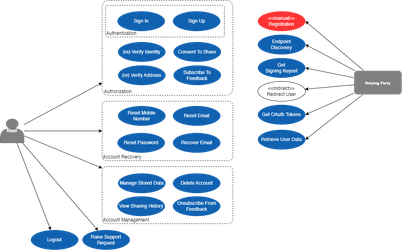 Sign In
Sign Up
Authentication
(re) Verify Identity
Consent To Share
(re) Verify Address
Subscribe To
Feedback
Authorization
User
Reset Mobile
Number
Reset Email
Reset Password
Recover Email
Account Recovery
Manage Stored Data
Delete Account
View Sharing History
Unsubscribe From
Feedback
Account Management
Logout
Raise Support
Request
<<manual>>
Registration
Endpoint
Discovery
Get
Signing Keyset
<<indirect>>
Redirect User
Get OAuth Tokens
Retrieve User Data
Relying Party